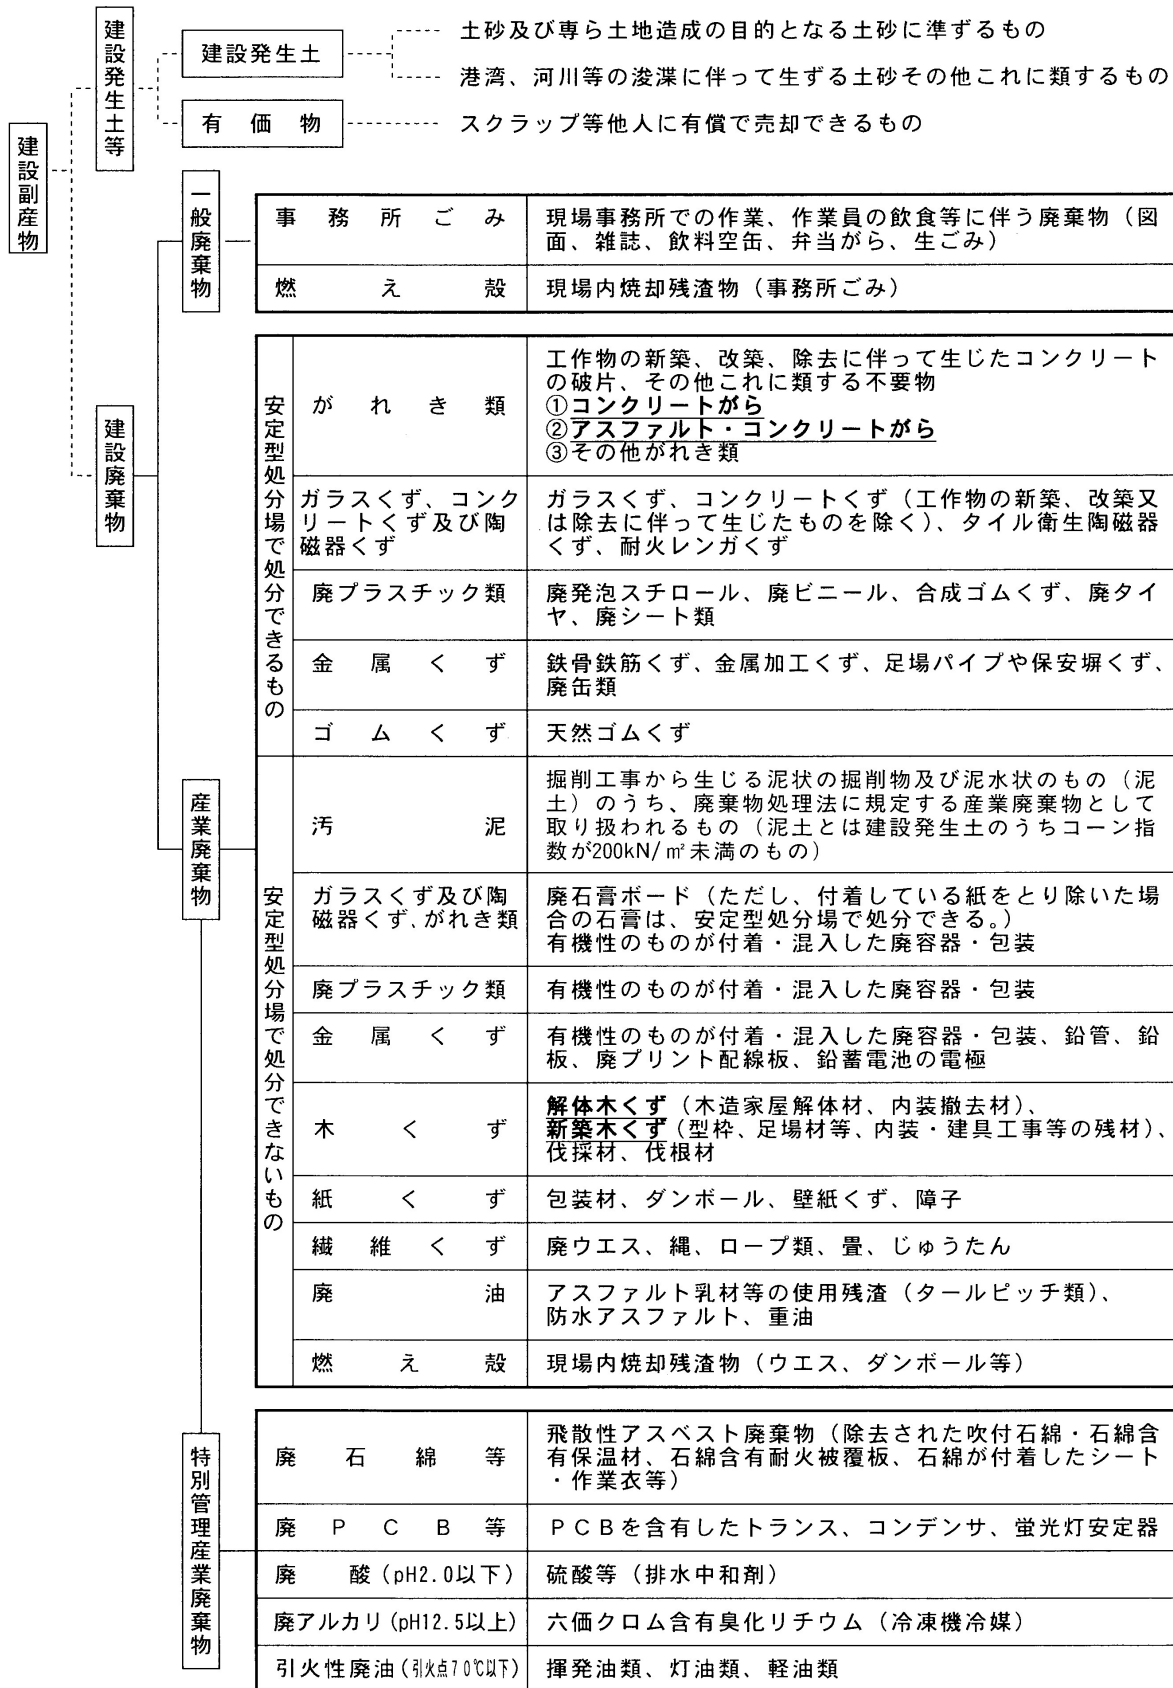 建設副産物
建設発生土等
建設発生土
土砂及び専ら土地造成の目的となる土砂に準ずるもの
港湾、河川等の浚渫に伴って生ずる土砂その他これに類するもの
有価物
スクラップ等他人に有償で売却できるもの
建設廃棄物
一般廃棄物
事務所ごみ
現場事務所での作業、作業員の飲食等に伴う廃棄物（図
面、雑誌、飲料空缶、弁当がら、生ごみ）
燃え殻
現場内焼却残渣物（事務所ごみ）
産業廃棄物
安定型処分場で処分できるもの
がれき類
工作物の新築、改築、除去に伴って生じたコンクリート
の破片、その他これに類する不要物
①コンクリートがら
②アスファルト・コンクリートがら
③その他がれき類
ガラスくず、コンク
リートくず及び陶
磁器くず
ガラスくず、コンクリートくず（工作物の新築、改築又
は除去に伴って生じたものを除く）、タイル衛生陶磁器
くず、耐火レンガくず
廃プラスチック類
廃発泡スチロール、廃ビニール、合成ゴムくず、廃タイ
ヤ、廃シート類
金属くず
鉄骨鉄筋くず、金属加工くず、足場パイプや保安塀くず、
廃缶類
ゴムくず
天然ゴムくず
安定型処分場で処分できないもの
汚泥
掘削工事から生じる泥状の掘削物及び泥水状のもの（泥
土）のうち、廃棄物処理法に規定する産業廃棄物として
取り扱われるもの（泥土とは建設発生土のうちコーン指
数が200kN/㎡未満のもの）
ガラスくず及び陶
磁器くず、がれき類
廃石膏ボード（ただし、付着している紙をとり除いた場
合の石膏は、安定型処分場で処分できる。）
有機性のものが付着・混入した廃容器・包装
廃プラスチック類
有機性のものが付着・混入した廃容器・包装
金属くず
有機性のものが付着・混入した廃容器・包装、鉛管、鉛
板、廃プリント配線板、鉛蓄電池の電極
木くず
解体木くず（木造家屋解体材、内装撤去材）、
新築木くず（型枠、足場材等、内装・建具工事等の残材）、
伐採材、伐根材
紙くず
包装材、ダンボール、壁紙くず、障子
繊維くず
廃ウエス、縄、ロープ類、畳、じゅうたん
廃油
アスファルト乳材等の使用残渣（タールピッチ類）、
防水アスファルト、重油
燃え殻
現場内焼却残渣物（ウエス、ダンボール等）
特別管理産業廃棄物
廃石綿等
飛散性アスベスト廃棄物（除去された吹付石綿・石綿含
有保温材、石綿含有耐火被覆板、石綿が付着したシート
・作業衣等）
廃ＰＣＢ等
ＰＣＢを含有したトランス、コンデンサ、蛍光灯安定器
廃酸（pH2.0以下）
硫酸等（排水中和剤）
廃アルカリ（pH12.5以上）
六価クロム含有臭化リチウム（冷凍機冷媒）
引火性廃油（引火点70℃以下）
揮発油類、灯油類、軽油類